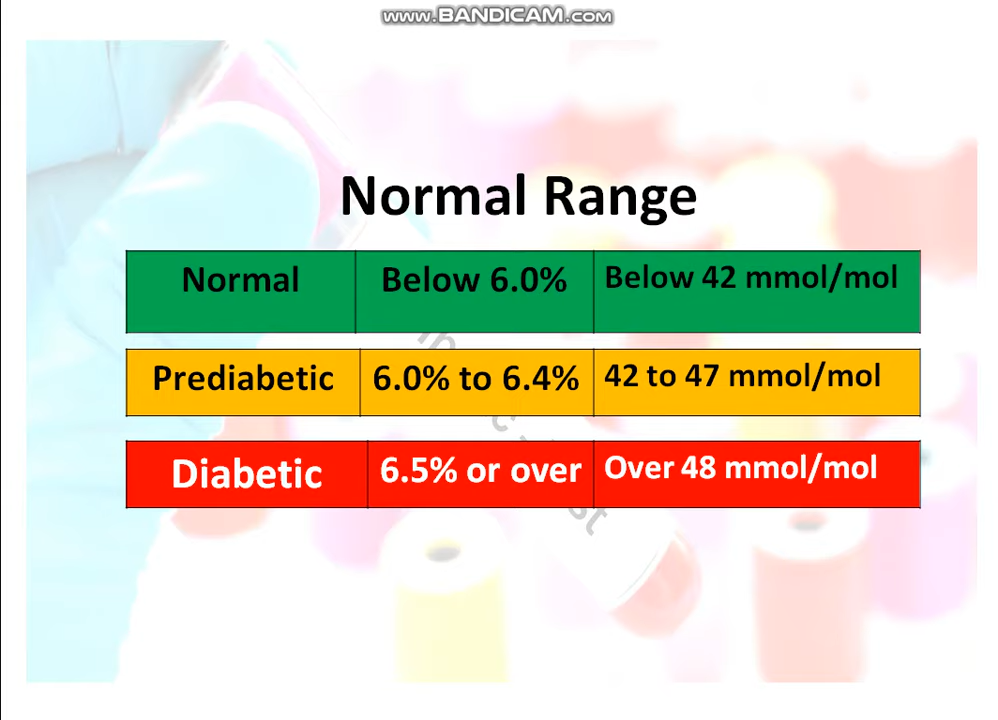 www.BANDICAM.com
Normal Range
Normal Below 6.0% Below 42 mmol/mol
Prediabetic 6.0% to 6.4% 42 to 47 mmol/mol
Diabetic 6.5% or over Over 48 mmol/mol